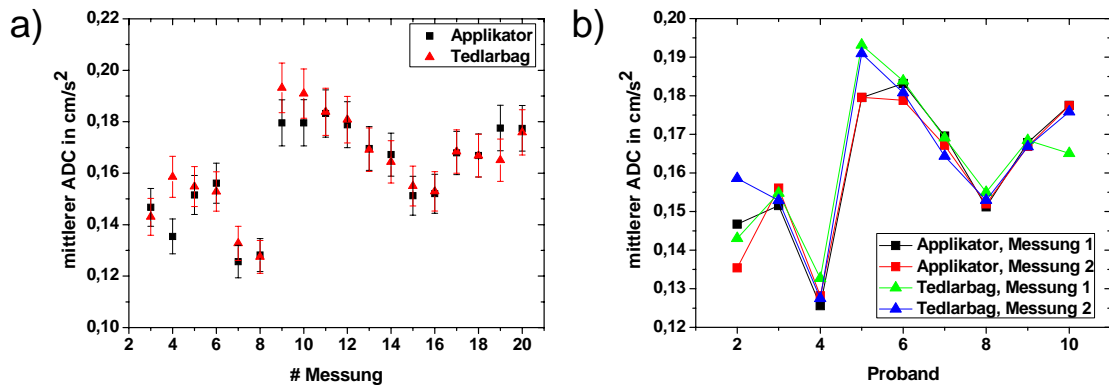 a)
mittlerer ADC in cm/s²
0,22
0,20
0,18
0,16
0,14
0,12
0,10
2 4 6 8 10 12 14 16 18 20
# Messung
Applikator
Tedlarbag
b)
mittlerer ADC in cm/s²
0,20
0,19
0,18
0,17
0,16
0,15
0,14
0,13
0,12
2 4 6 8 10
Proband
Applikator, Messung 1
Applikator, Messung 2
Tedlarbag, Messung 1
Tedlarbag, Messung 2